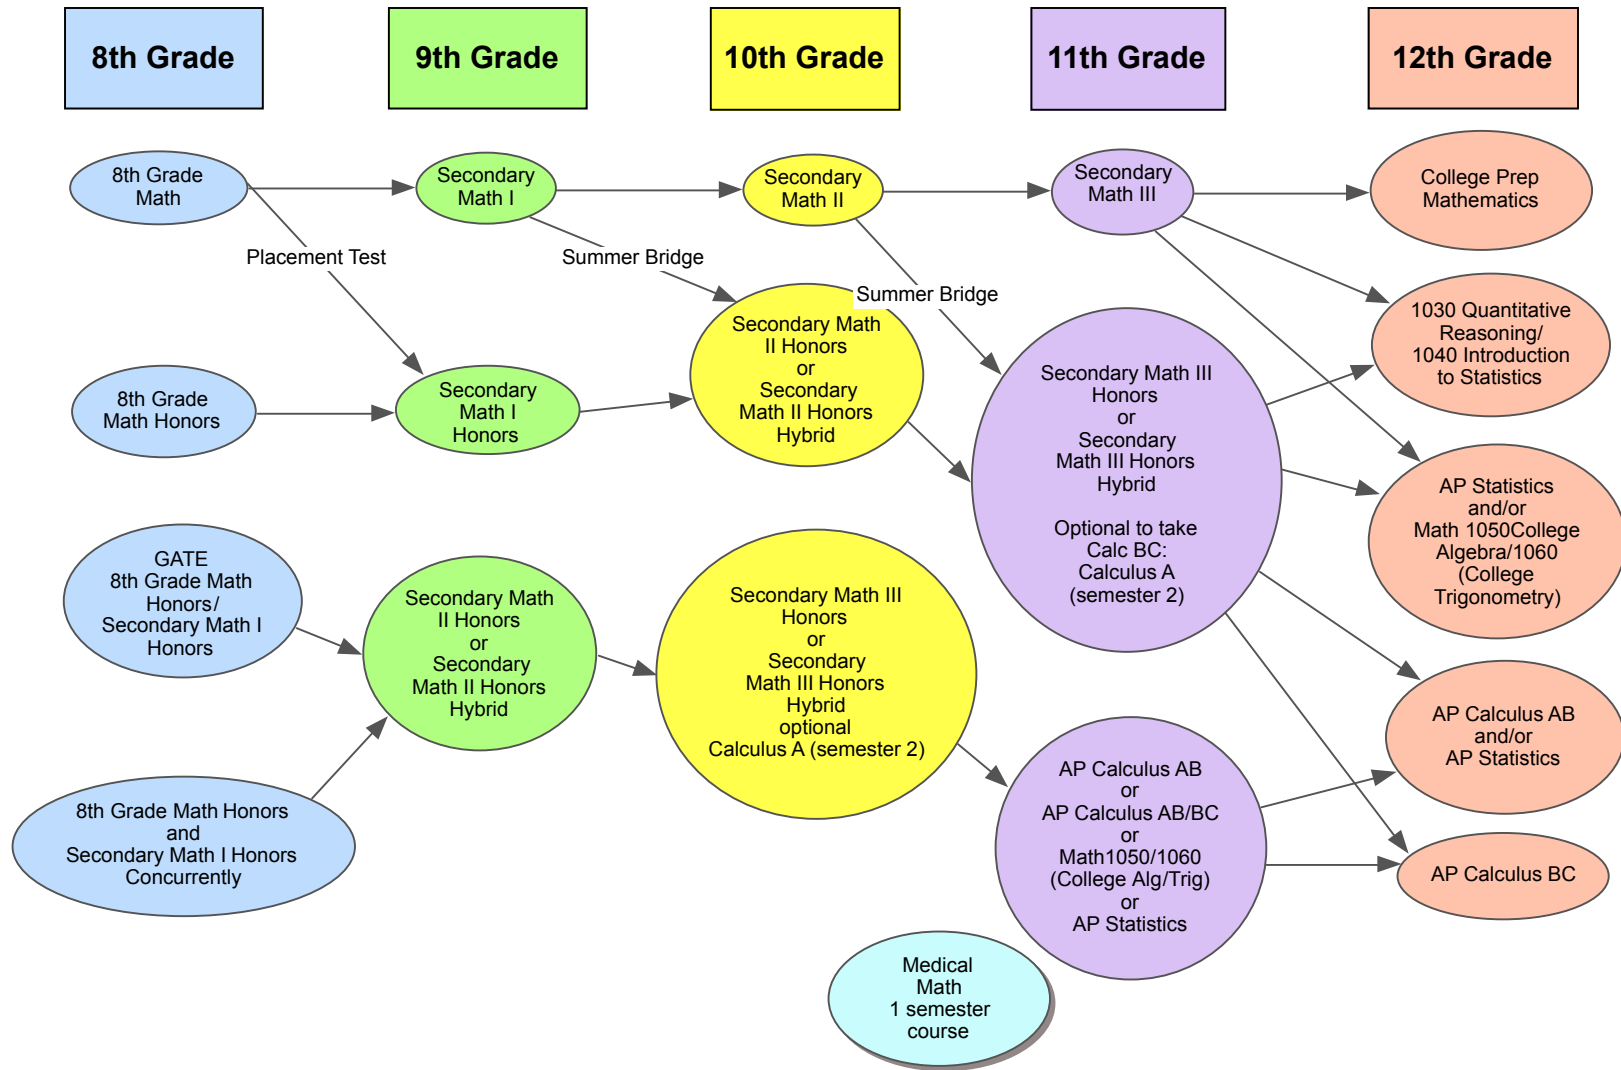 8th Grade
9th Grade
10th Grade
11th Grade
12th Grade
8th Grade
Math
Secondary
Math I
Secondary
Math II
Secondary
Math III
College Prep
Mathematics
Placement Test
Summer Bridge
Summer Bridge
8th Grade
Math Honors
Secondary
Math I
Honors
Secondary Math
II Honors
or
Secondary
Math II Honors
Hybrid
Secondary Math III
Honors
or
Secondary
Math III Honors
Hybrid
Optional to take
Calc BC:
Calculus A
(semester 2)
1030 Quantitative
Reasoning/
1040 Introduction
to Statistics
AP Statistics
and/or
Math 1050College
Algebra/1060
(College
Trigonometry)
GATE
8th Grade Math
Honors/
Secondary Math I
Honors
Secondary Math
II Honors
or
Secondary
Math II Honors
Hybrid
Secondary Math III
Honors
or
Secondary
Math III Honors
Hybrid
optional
Calculus A (semester 2)
AP Calculus AB
or
AP Calculus AB/BC
or
Math1050/1060
(College Alg/Trig)
or
AP Statistics
AP Calculus AB
and/or
AP Statistics
8th Grade Math Honors
and
Secondary Math I Honors
Concurrently
AP Calculus BC
Medical
Math
1 semester
course